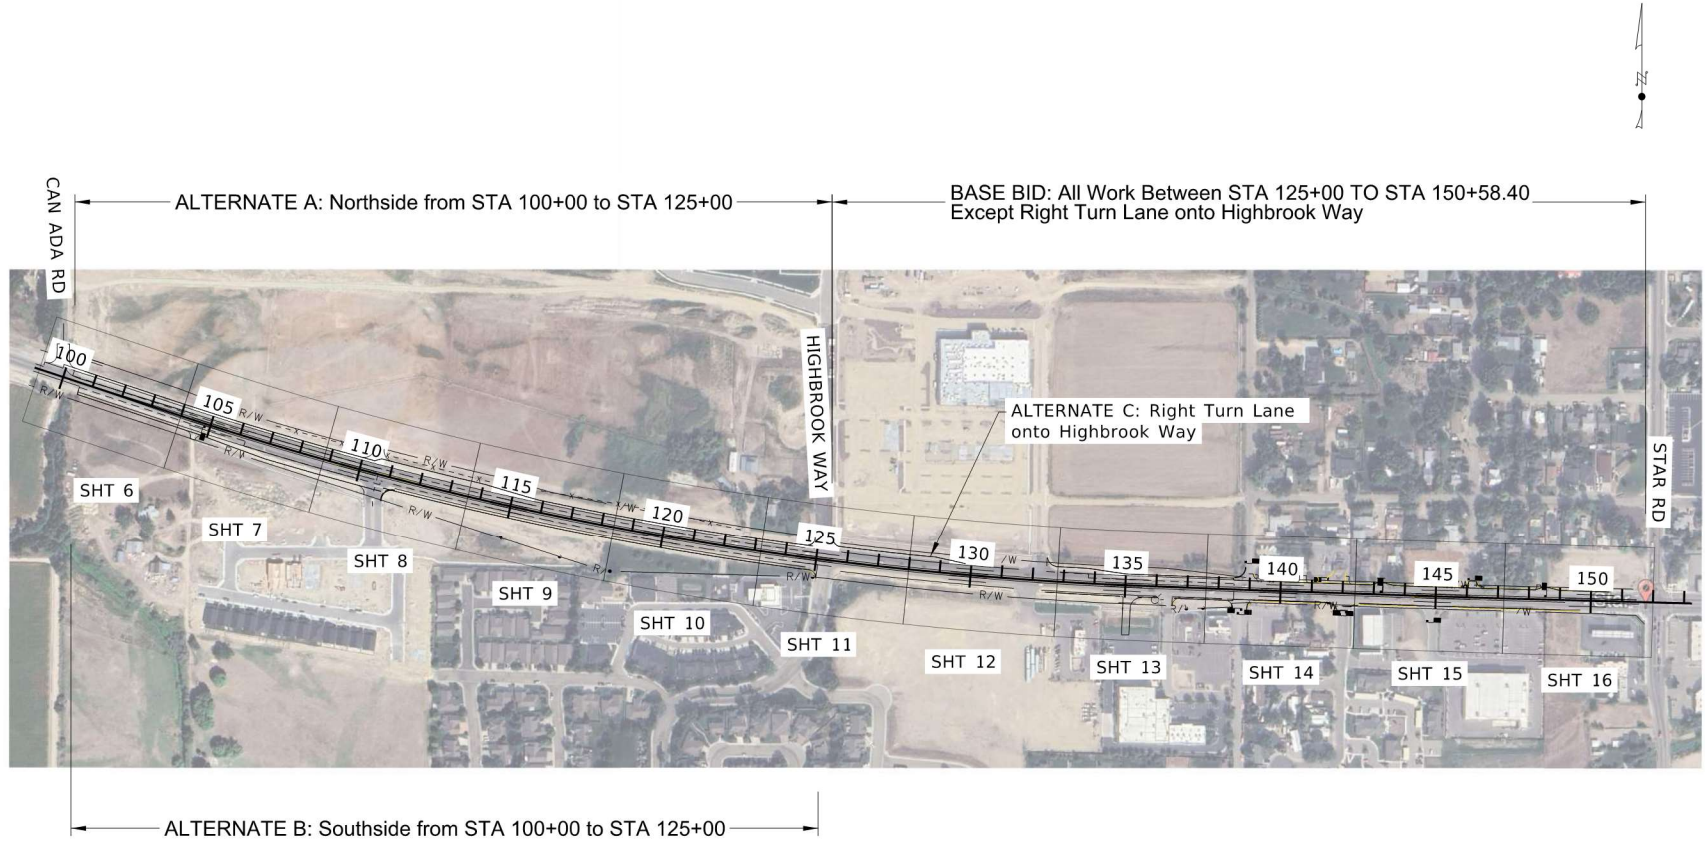 N
ALTERNATE A: Northside from STA 100+00 to STA 125+00
BASE BID: All Work Between STA 125+00 TO STA 150+58.40
Except Right Turn Lane onto Highbrook Way
CAN ADA RD
HIGHBROOK WAY
STAR RD
ALTERNATE C: Right Turn Lane
onto Highbrook Way
100
105
110
115
120
125
130
135
140
145
150
R/W
R/W
R/W
R/W
R/W
/W
R/W
R/W
/W
R/W
/W
SHT 6
SHT 7
SHT 8
SHT 9
SHT 10
SHT 11
SHT 12
SHT 13
SHT 14
SHT 15
SHT 16
ALTERNATE B: Southside from STA 100+00 to STA 125+00